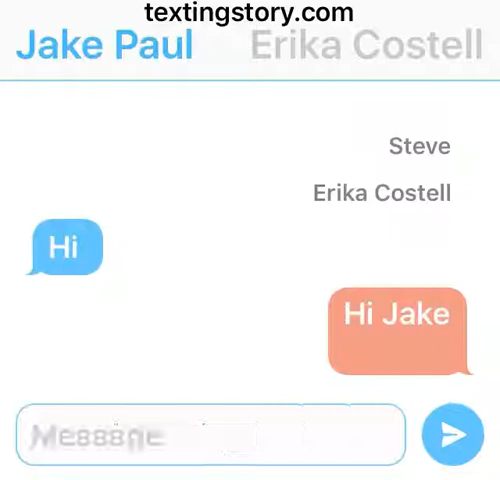 textingstory.com
Jake Paul Erika Costell
Steve
Erika Costell
Hi
Hi Jake